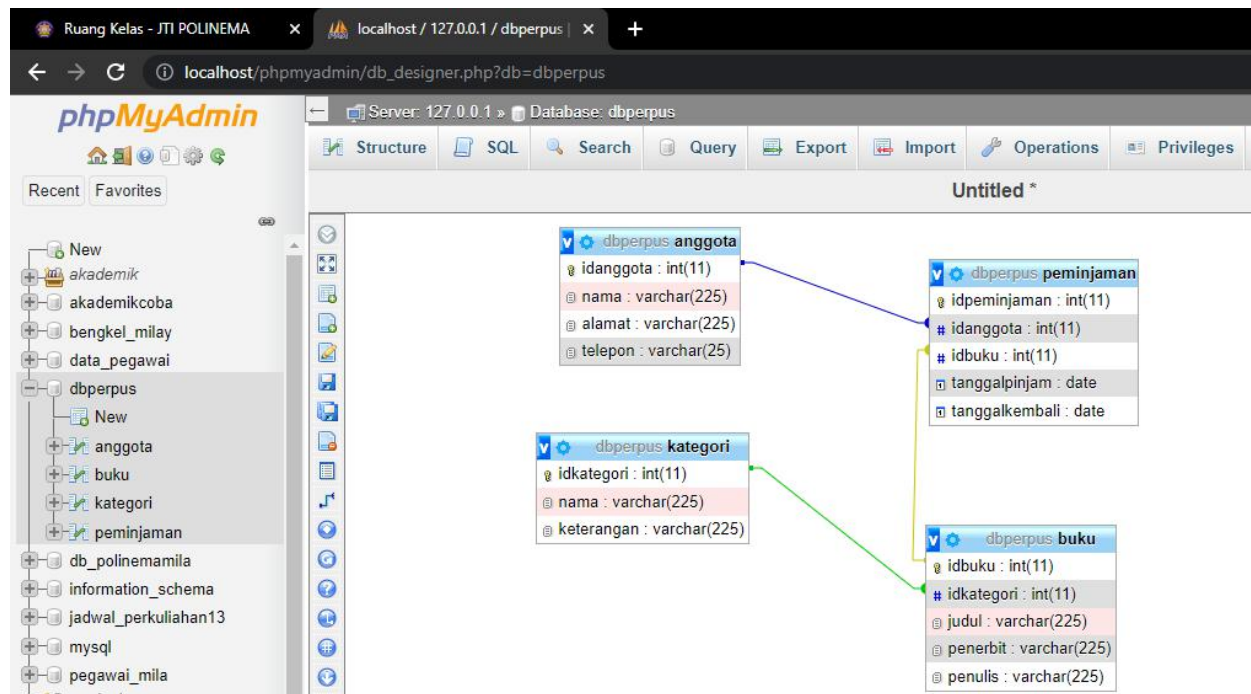 Ruang Kelas - JTI POLINEMA
localhost / 127.0.0.1 / dbperpus |
localhost/phpmyadmin/db_designer.php?db=dbperpus
phpMyAdmin
Recent Favorites
New
akademik
akademikcoba
bengkel_milay
data_pegawai
dbperpus
New
anggota
buku
kategori
peminjaman
db_polinemamila
information_schema
jadwal_perkuliahan13
mysql
pegawai_mila
Server: 127.0.0.1 » Database: dbperpus
Structure SQL Search Query Export Import Operations Privileges
Untitled *
dbperpus anggota
idanggota : int(11)
nama : varchar(225)
alamat : varchar(225)
telepon : varchar(25)
dbperpus peminjaman
idpeminjaman : int(11)
# idanggota : int(11)
# idbuku : int(11)
tanggalpinjam : date
tanggalkembali : date
dbperpus kategori
idkategori : int(11)
nama : varchar(225)
keterangan : varchar(225)
dbperpus buku
idbuku : int(11)
# idkategori : int(11)
judul : varchar(225)
penerbit : varchar(225)
penulis : varchar(225)